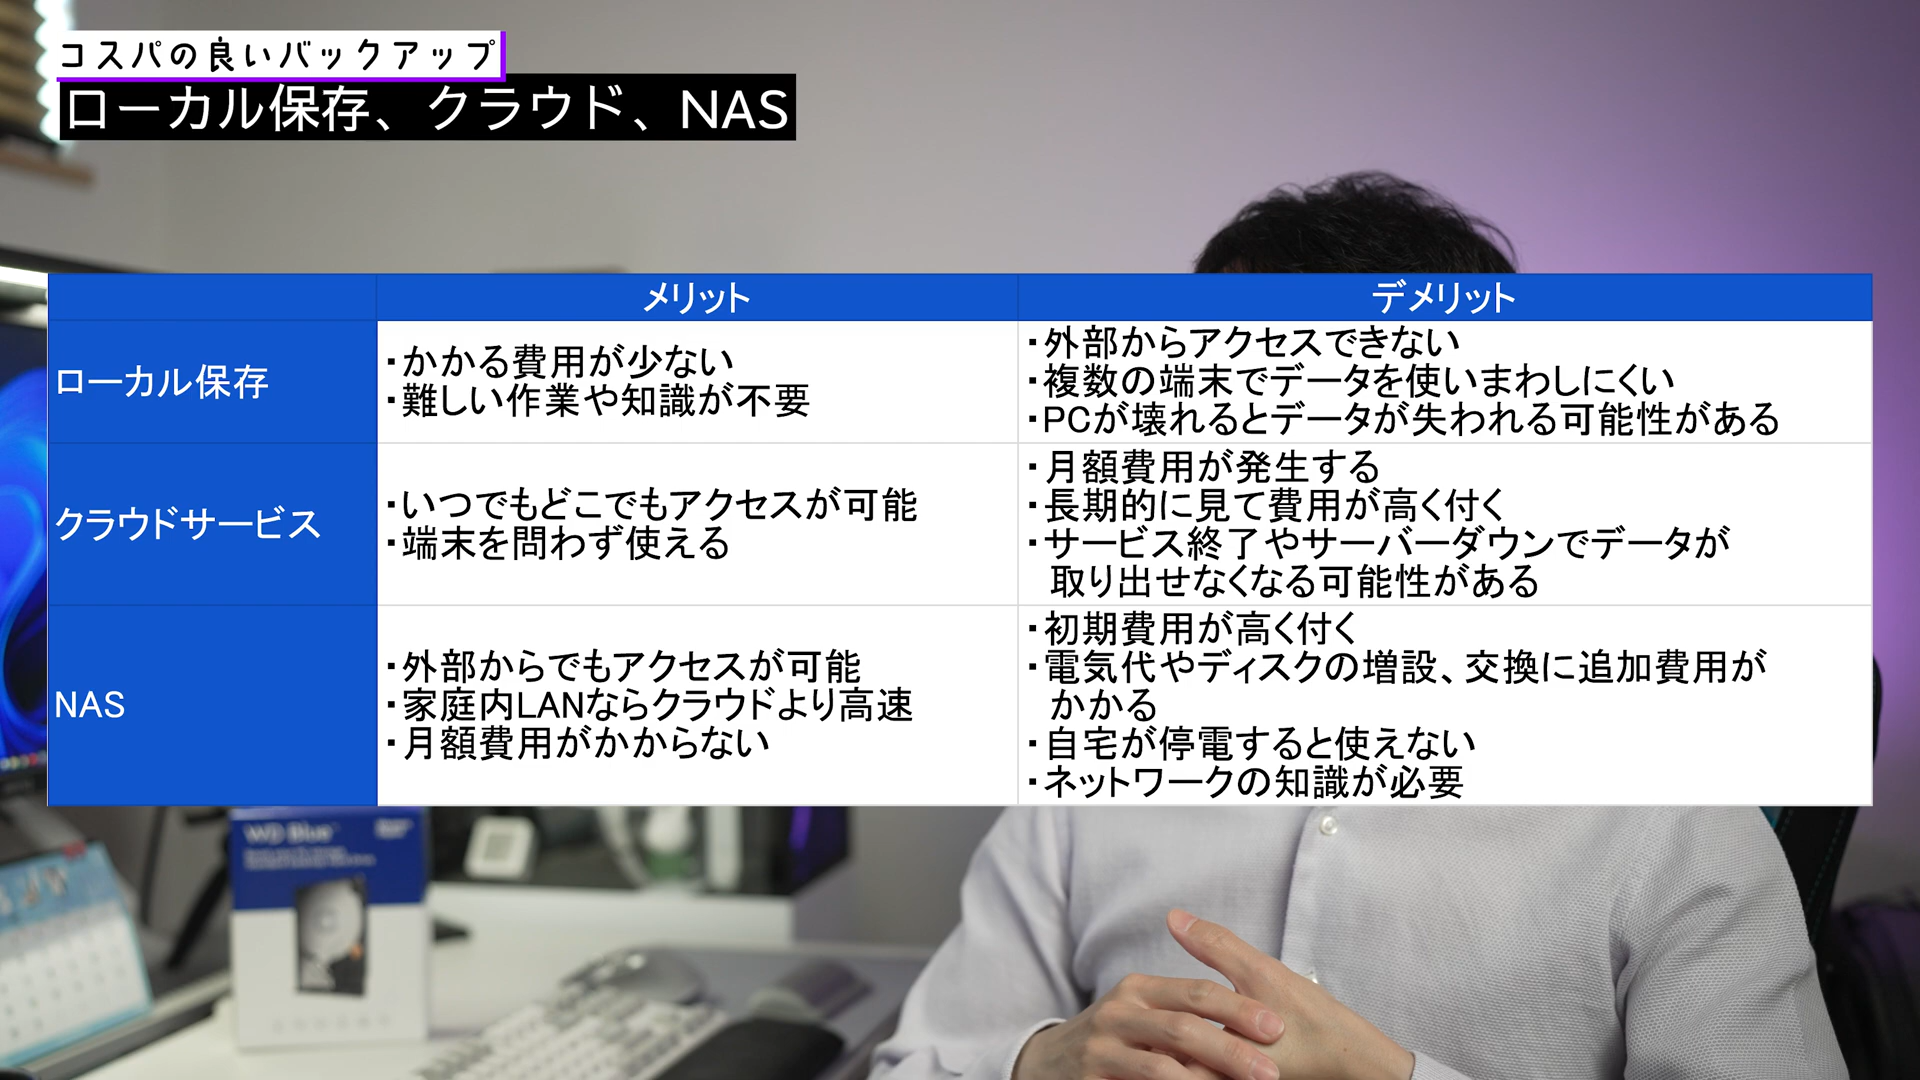 コスパの良いバックアップ
ローカル保存、クラウド、NAS
メリット
デメリット
ローカル保存
・かかる費用が少ない
・難しい作業や知識が不要
・外部からアクセスできない
・複数の端末でデータを使いまわしにくい
・PCが壊れるとデータが失われる可能性がある
クラウドサービス
・いつでもどこでもアクセスが可能
・端末を問わず使える
・月額費用が発生する
・長期的に見て費用が高く付く
・サービス終了やサーバーダウンでデータが
取り出せなくなる可能性がある
NAS
・外部からでもアクセスが可能
・家庭内LANならクラウドより高速
・月額費用がかからない
・初期費用が高く付く
・電気代やディスクの増設、交換に追加費用が
かかる
・自宅が停電すると使えない
・ネットワークの知識が必要
WD Blue